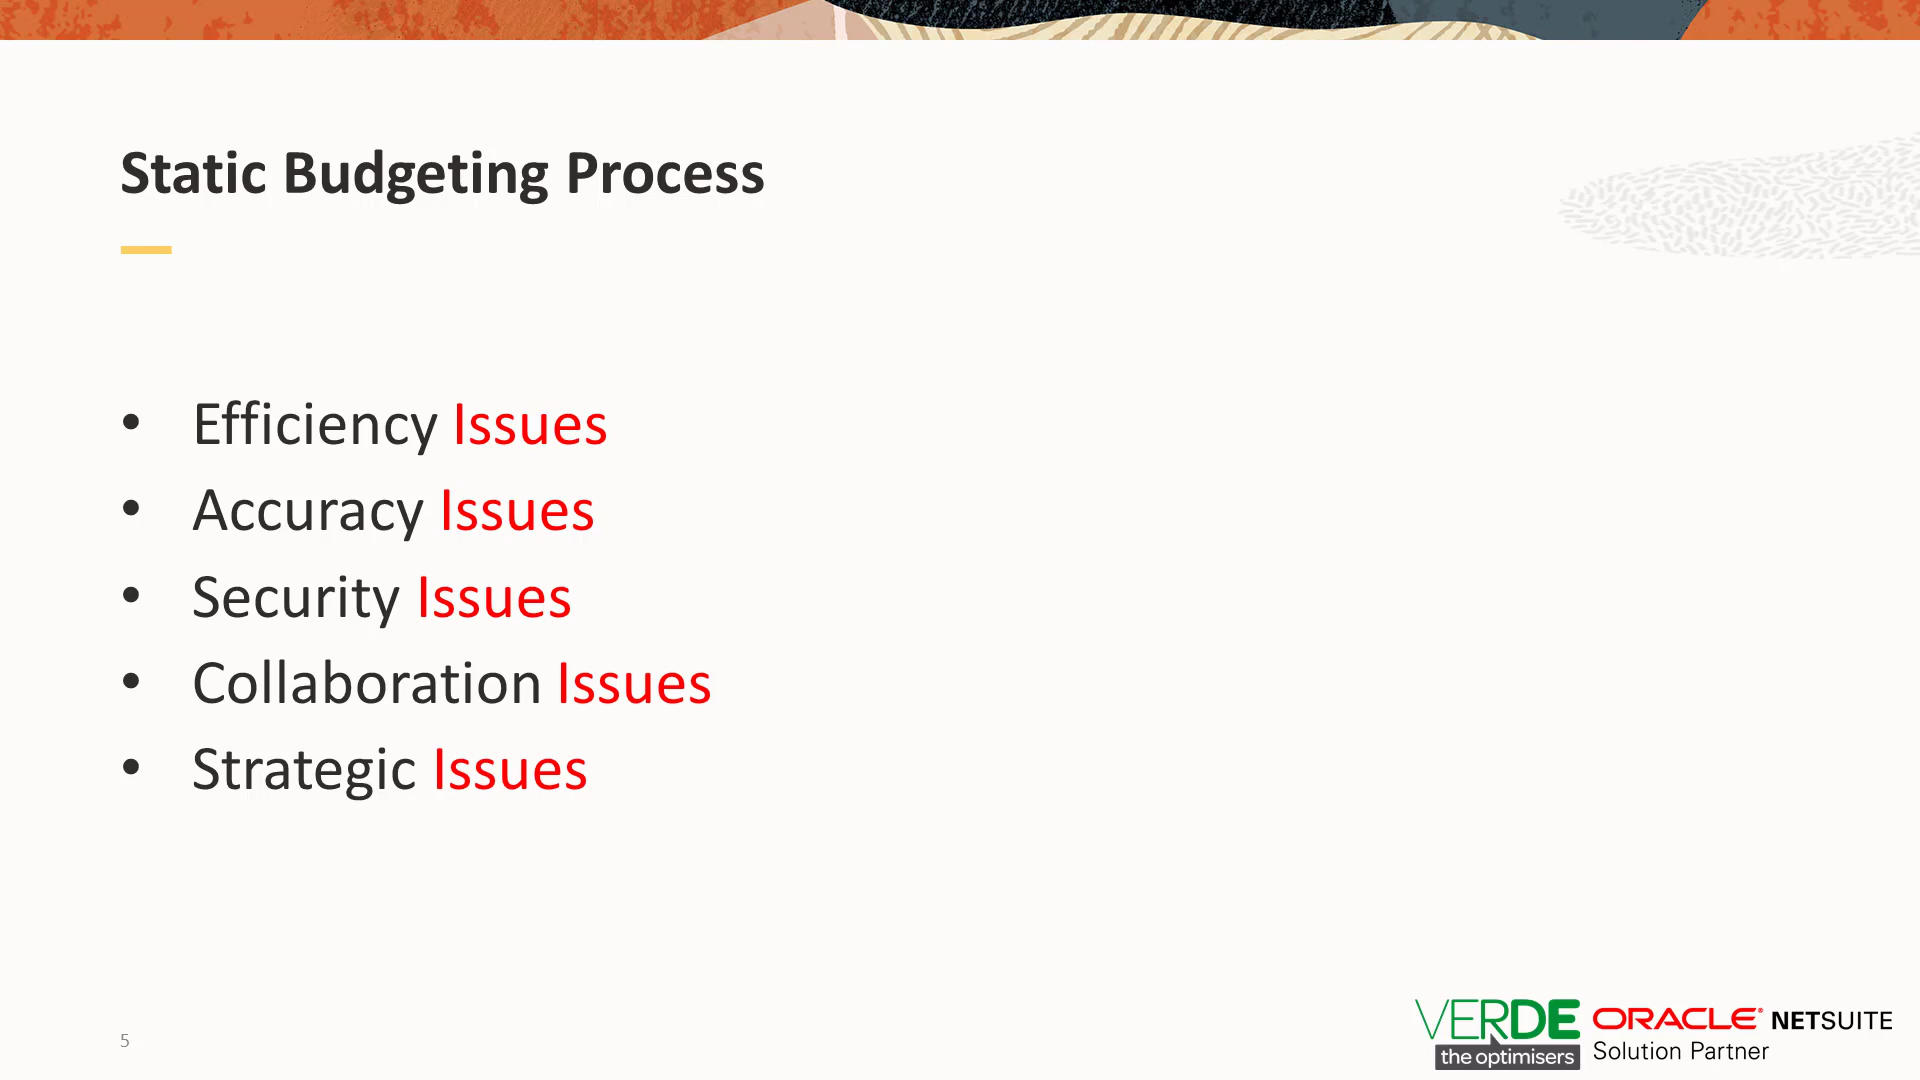 Static Budgeting Process
• Efficiency Issues
• Accuracy Issues
• Security Issues
• Collaboration Issues
• Strategic Issues
5
VERDE
the optimisers
ORACLE® NETSUITE
Solution Partner